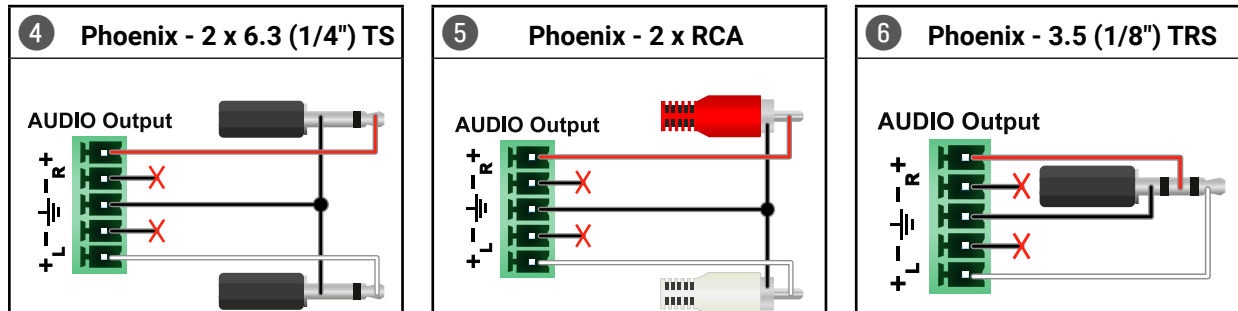 4 Phoenix - 2 x 6.3 (1/4") TS
AUDIO Output
+
R
-
-
L
+
5 Phoenix - 2 x RCA
AUDIO Output
+
R
-
-
L
+
6 Phoenix - 3.5 (1/8") TRS
AUDIO Output
+
R
-
-
L
+